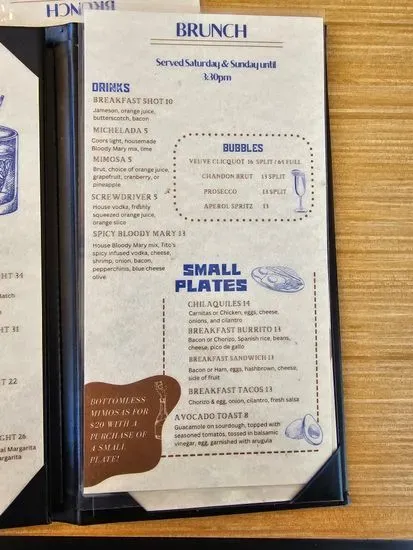 BRUNCH
BRUNCH
Served Saturday & Sunday until
3:30pm
DRINKS
BREAKFAST SHOT 10
Jameson, orange juice,
butterscotch, bacon
MICHELADA 5
Coors light, housemade
Bloody Mary mix, lime
MIMOSA 5
Brut, choice of orange juice,
grapefruit, cranberry, or
pineapple
SCREWDRIVER 5
House vodka, freshly
squeezed orange juice,
orange slice
SPICY BLOODY MARY 13
House Bloody Mary mix, Tito's
spicy infused vodka, cheese,
shrimp, onion, bacon,
pepperchinis, blue cheese
olive
BUBBLES
VEUVE CLICQUOT 16 SPLIT / 65 FULL
CHANDON BRUT 13 SPLIT
PROSECCO 13 SPLIT
APEROL SPRITZ 13
SMALL
PLATES
CHILAQUILES 14
Carnitas or Chicken, eggs, cheese,
onions, and cilantro
BREAKFAST BURRITO 13
Bacon or Chorizo, Spanish rice, beans,
cheese, pico de gallo
BREAKFAST SANDWICH 13
Bacon or Ham, eggs, hashbrown, cheese,
side of fruit
BREAKFAST TACOS 13
Chorizo & egg, onion, cilantro, fresh salsa
AVOCADO TOAST 8
Guacamole on sourdough, topped with
seasoned tomatos, tossed in balsamic
vinegar, egg, garnished with arugula
BOTTOMLESS
MIMOSAS FOR
$20 WITH A
PURCHASE OF
A SMALL
PLATE!
GHT 34
HT 31
T 22
GHT 26
al Margarita
argarita